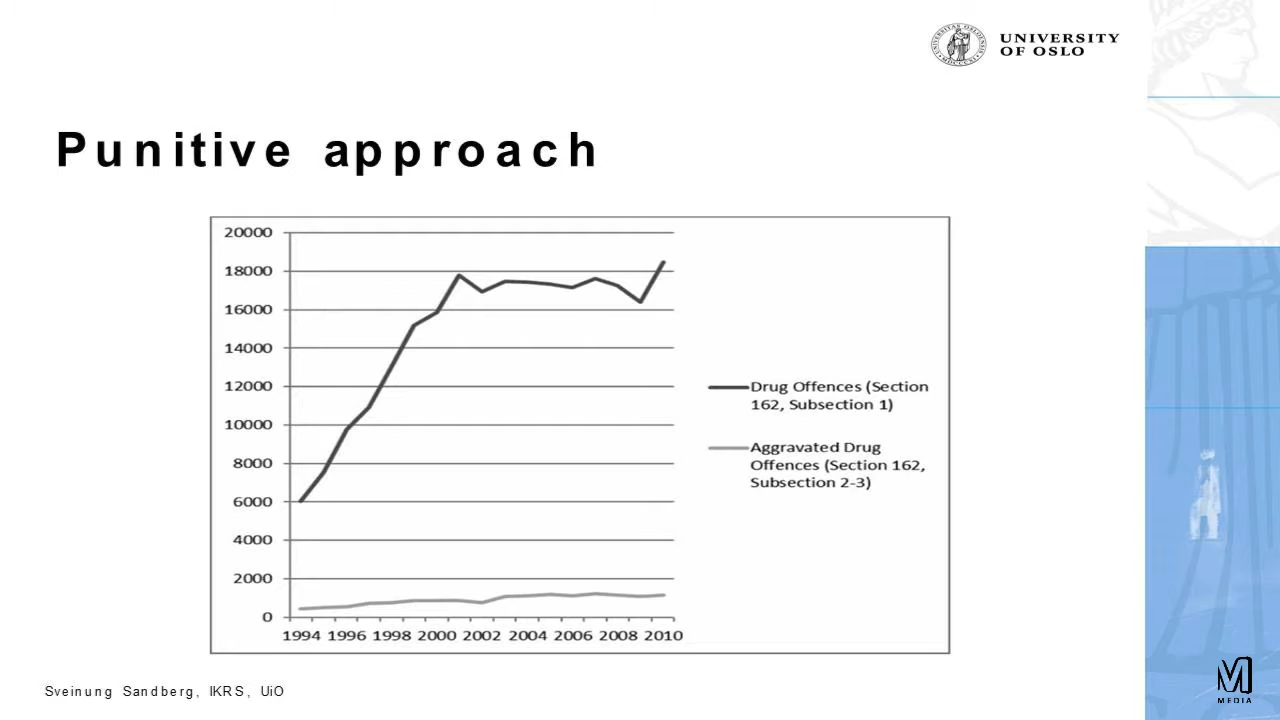 UNIVERSITY
OF OSLO
Punitive approach
20000
18000
16000
14000
12000
10000
8000
6000
4000
2000
0
1994 1996 1998 2000 2002 2004 2006 2008 2010
Drug Offences (Section
162, Subsection 1)
Aggravated Drug
Offences (Section 162,
Subsection 2-3)
Sveinung Sandberg, IKRS, UiO
MEDIA